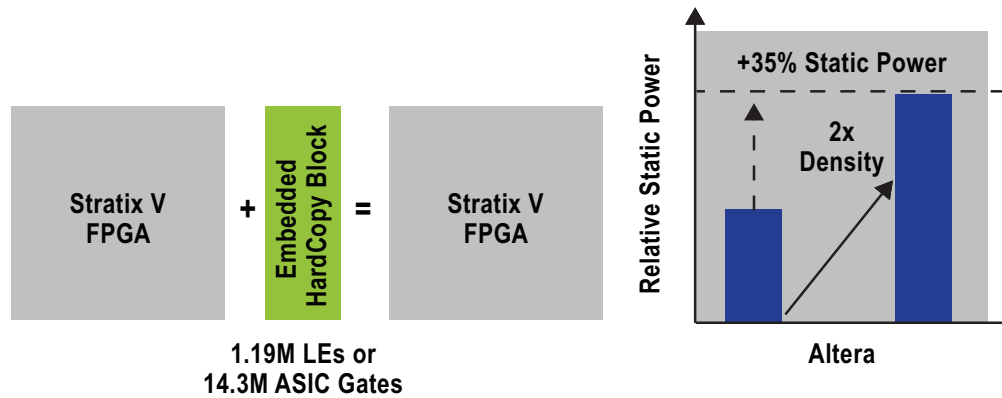 Stratix V
FPGA
+
Embedded
HardCopy Block
=
Stratix V
FPGA
1.19M LEs or
14.3M ASIC Gates
Relative Static Power
+35% Static Power
2x
Density
Altera